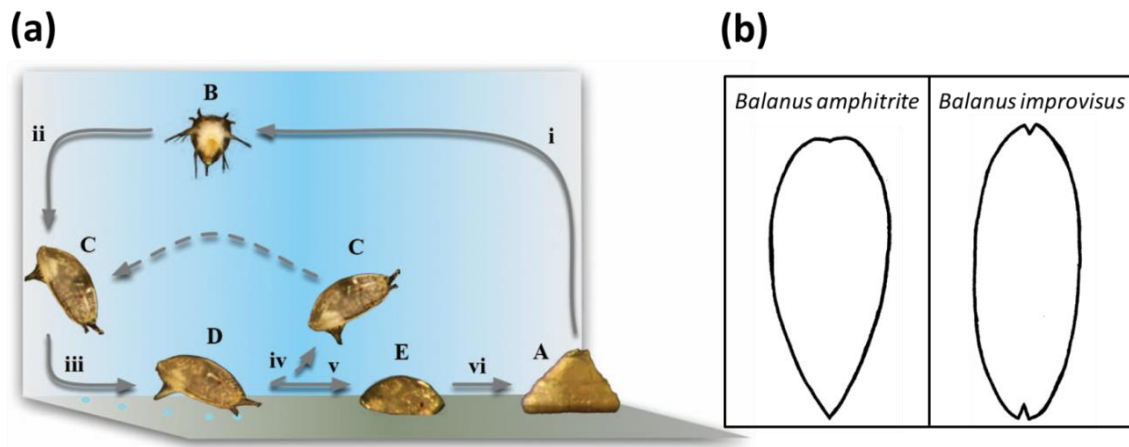 (a)
(b)
B
ii
i
C
C
D
iii
iv
v
E
vi
A
Balanus amphitrite
Balanus improvisus